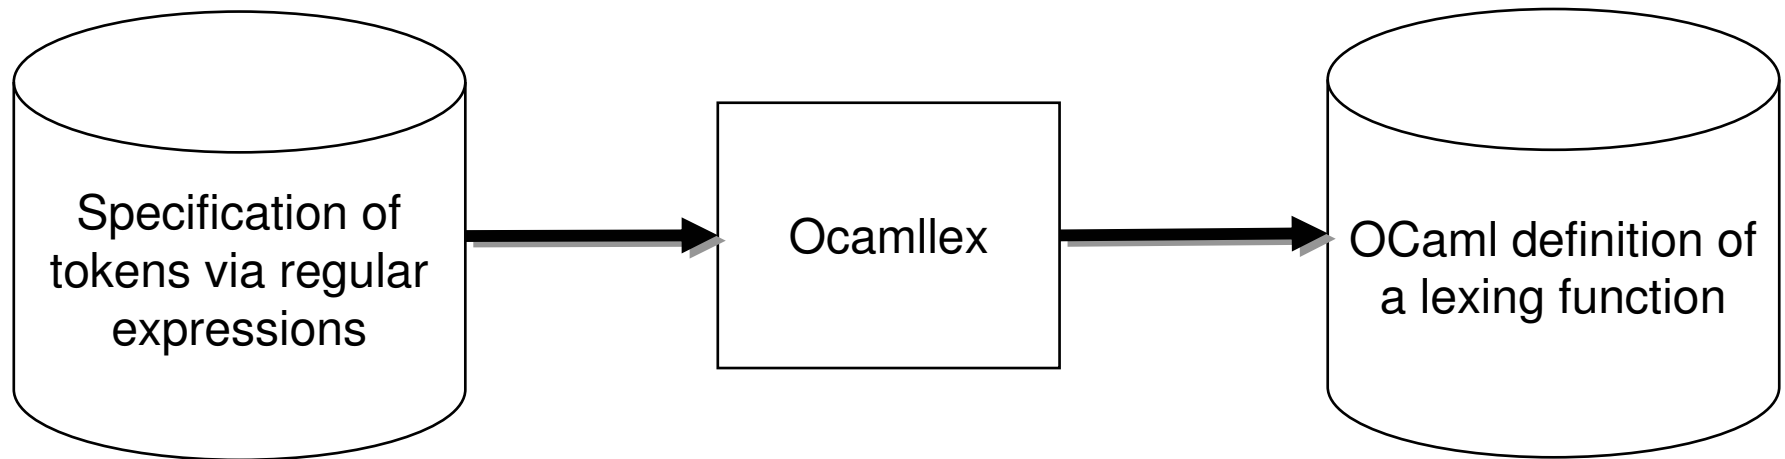 Specification of
tokens via regular
expressions
Ocamllex
OCaml definition of
a lexing function